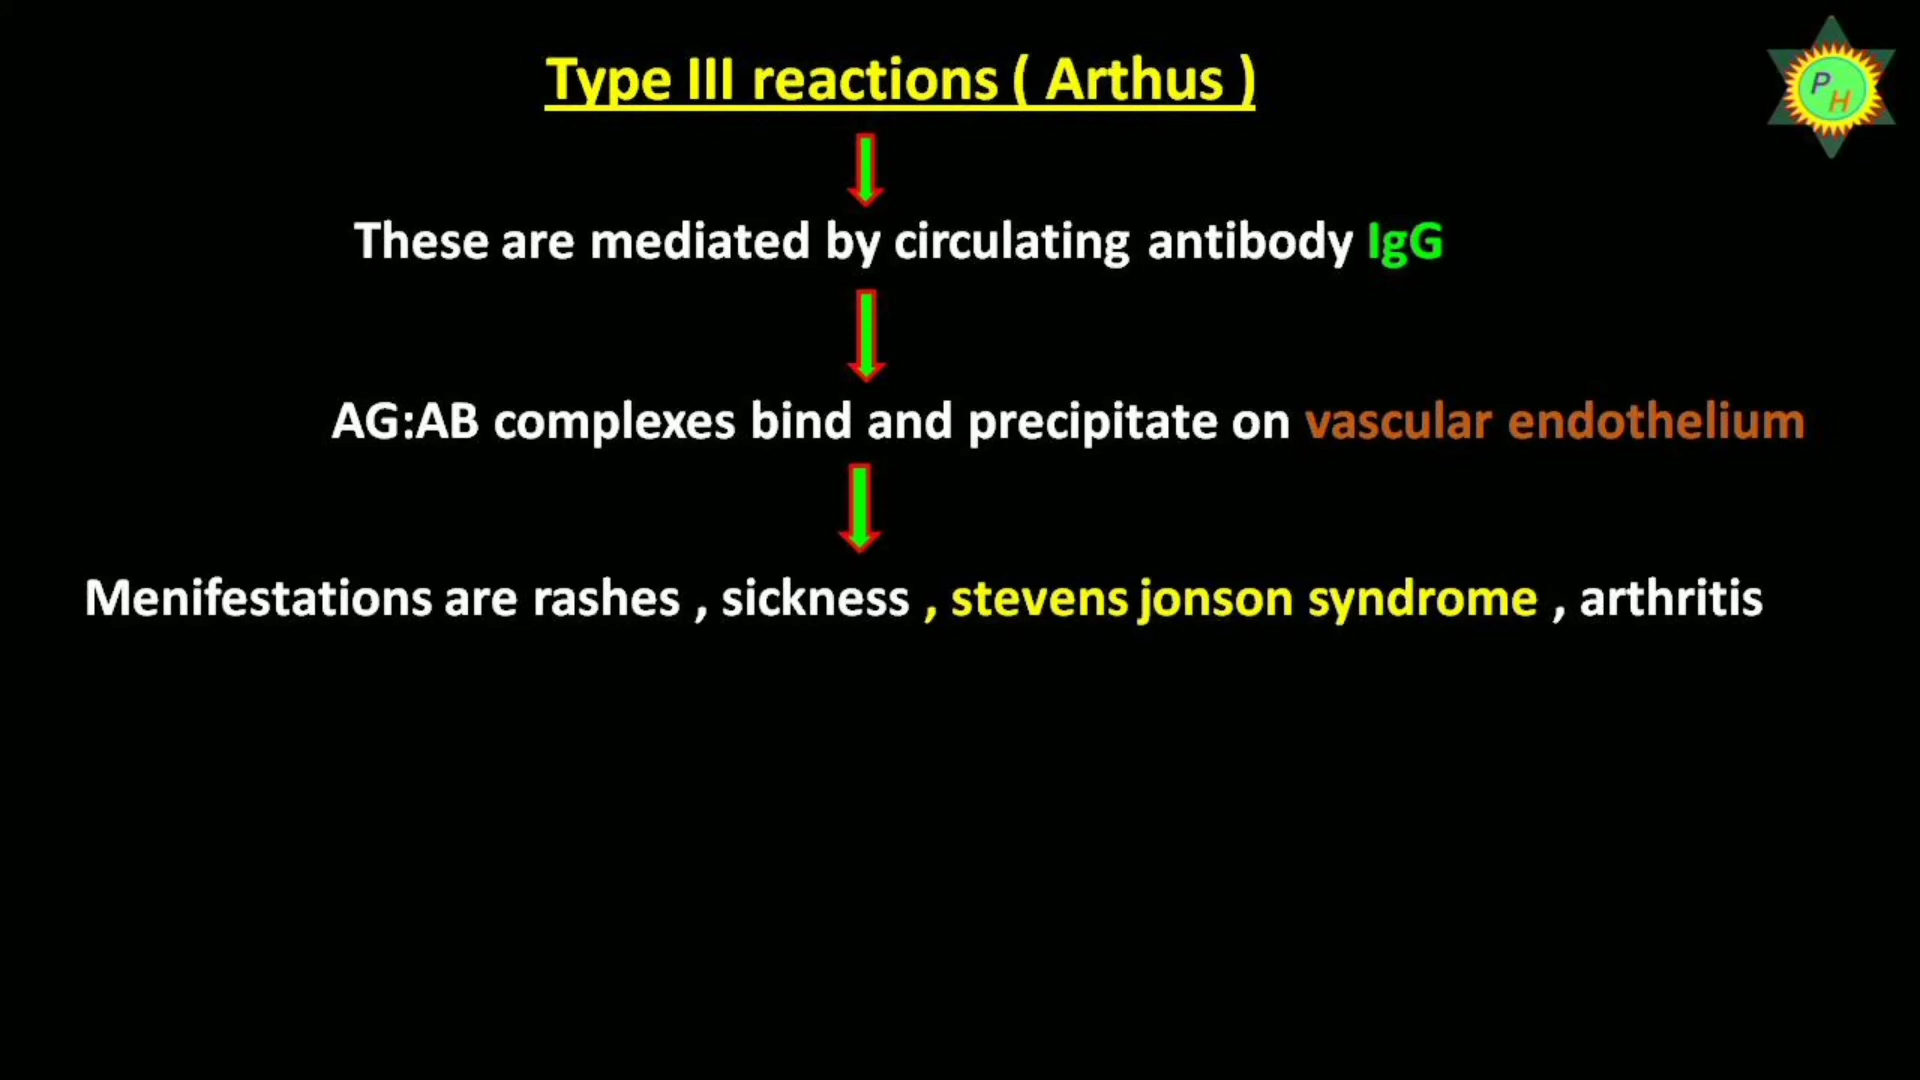 Type III reactions ( Arthus )
P
H
These are mediated by circulating antibody IgG
AG:AB complexes bind and precipitate on vascular endothelium
Menifestations are rashes , sickness , stevens jonson syndrome , arthritis